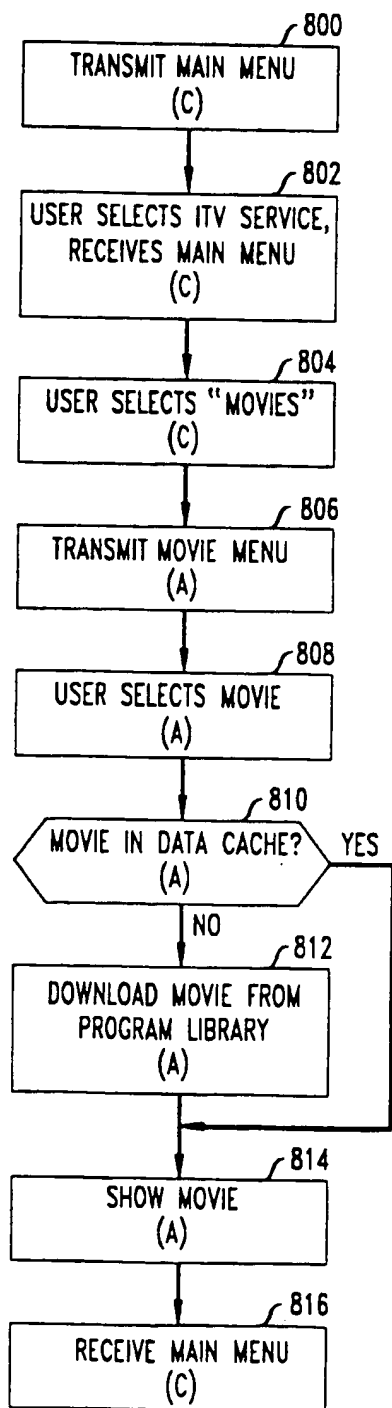 800
TRANSMIT MAIN MENU
(C)
802
USER SELECTS ITV SERVICE,
RECEIVES MAIN MENU
(C)
804
USER SELECTS "MOVIES"
(C)
806
TRANSMIT MOVIE MENU
(A)
808
USER SELECTS MOVIE
(A)
810
MOVIE IN DATA CACHE?
(A)
YES
NO
812
DOWNLOAD MOVIE FROM
PROGRAM LIBRARY
(A)
814
SHOW MOVIE
(A)
816
RECEIVE MAIN MENU
(C)